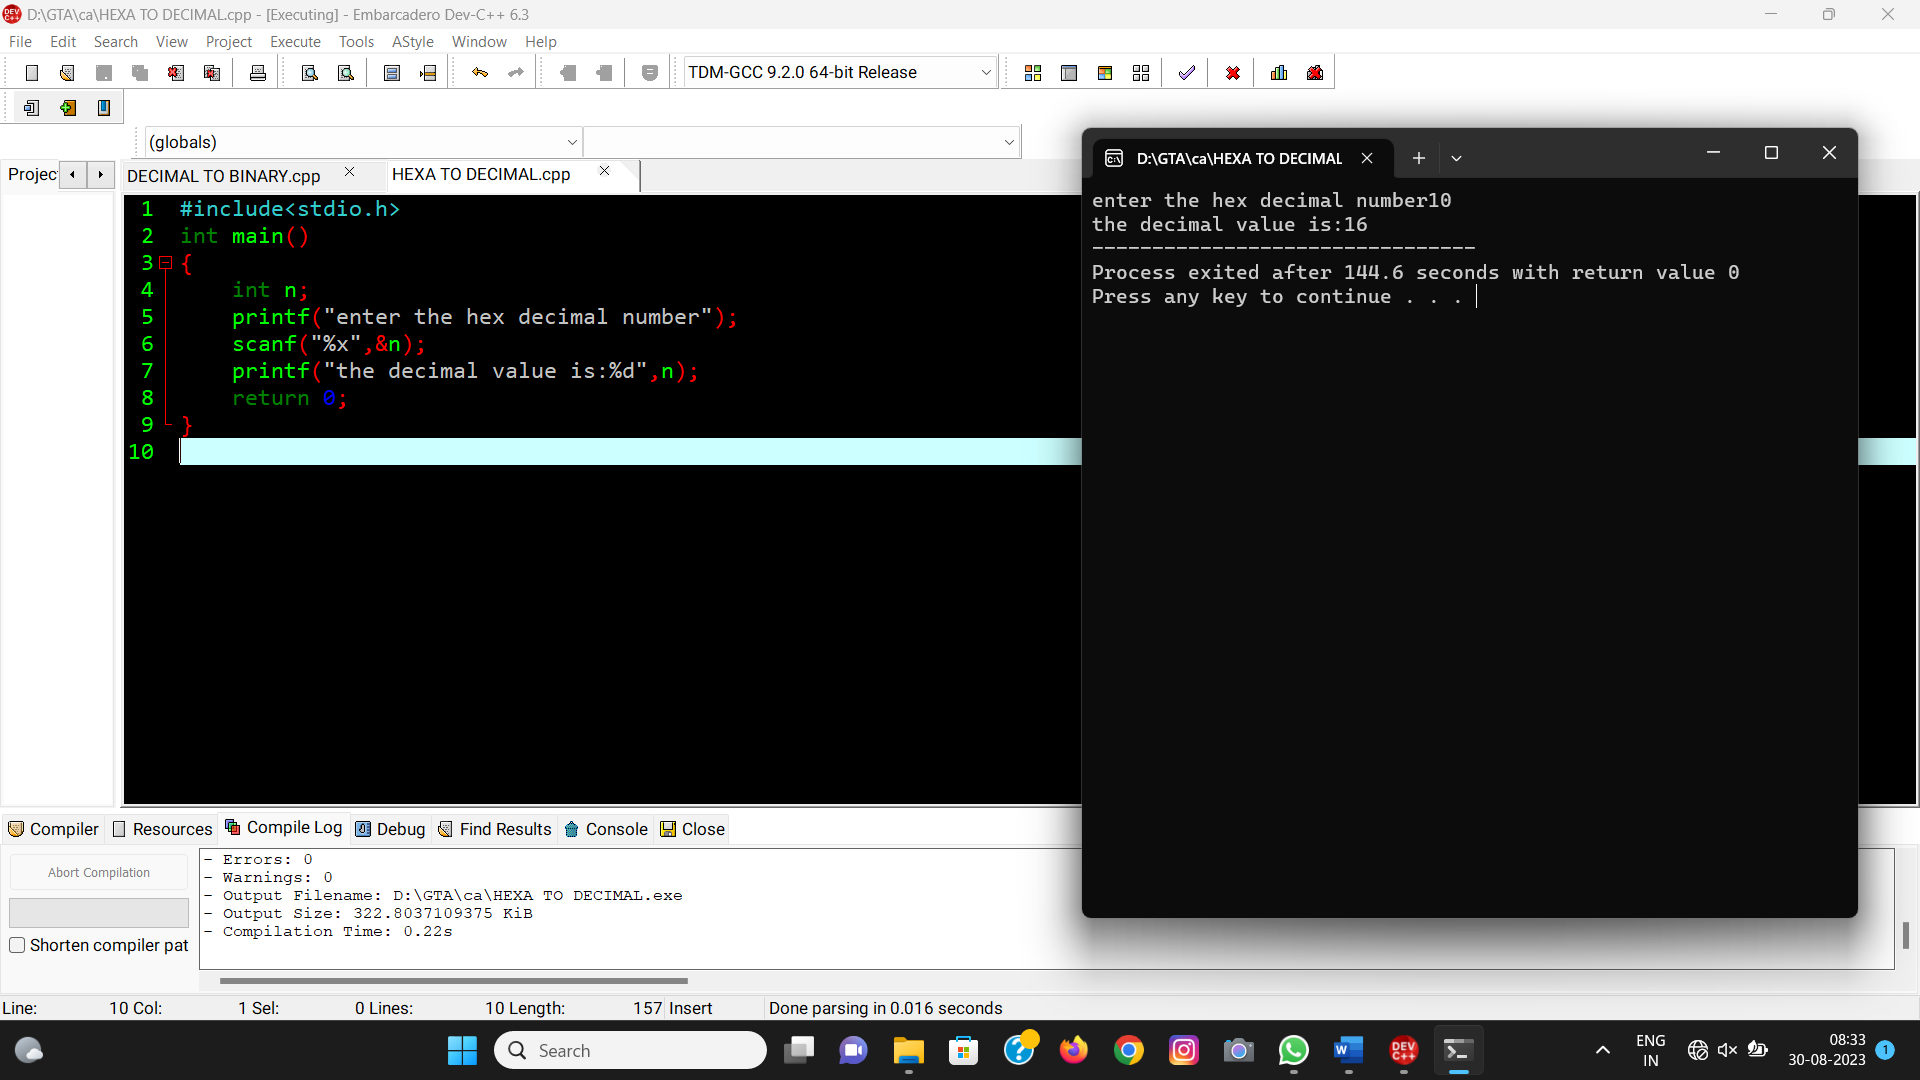 D:\GTA\ca\HEXA TO DECIMAL.cpp - [Executing] - Embarcadero Dev-C++ 6.3
File Edit Search View Project Execute Tools AStyle Window Help
TDM-GCC 9.2.0 64-bit Release
(globals)
Projec
DECIMAL TO BINARY.cpp
HEXA TO DECIMAL.cpp
1 #include<stdio.h>
2 int main()
3 {
4 int n;
5 printf("enter the hex decimal number");
6 scanf("%x",&n);
7 printf("the decimal value is:%d",n);
8 return 0;
9 }
10
D:\GTA\ca\HEXA TO DECIMAL
enter the hex decimal number10
the decimal value is:16
--------------------------------
Process exited after 144.6 seconds with return value 0
Press any key to continue . . .
Compiler Resources Compile Log Debug Find Results Console Close
Abort Compilation
Shorten compiler pat
- Errors: 0
- Warnings: 0
- Output Filename: D:\GTA\ca\HEXA TO DECIMAL.exe
- Output Size: 322.8037109375 KiB
- Compilation Time: 0.22s
Line: 10 Col: 1 Sel: 0 Lines: 10 Length: 157 Insert Done parsing in 0.016 seconds
Search
DEV C++
ENG
IN
08:33
30-08-2023
1